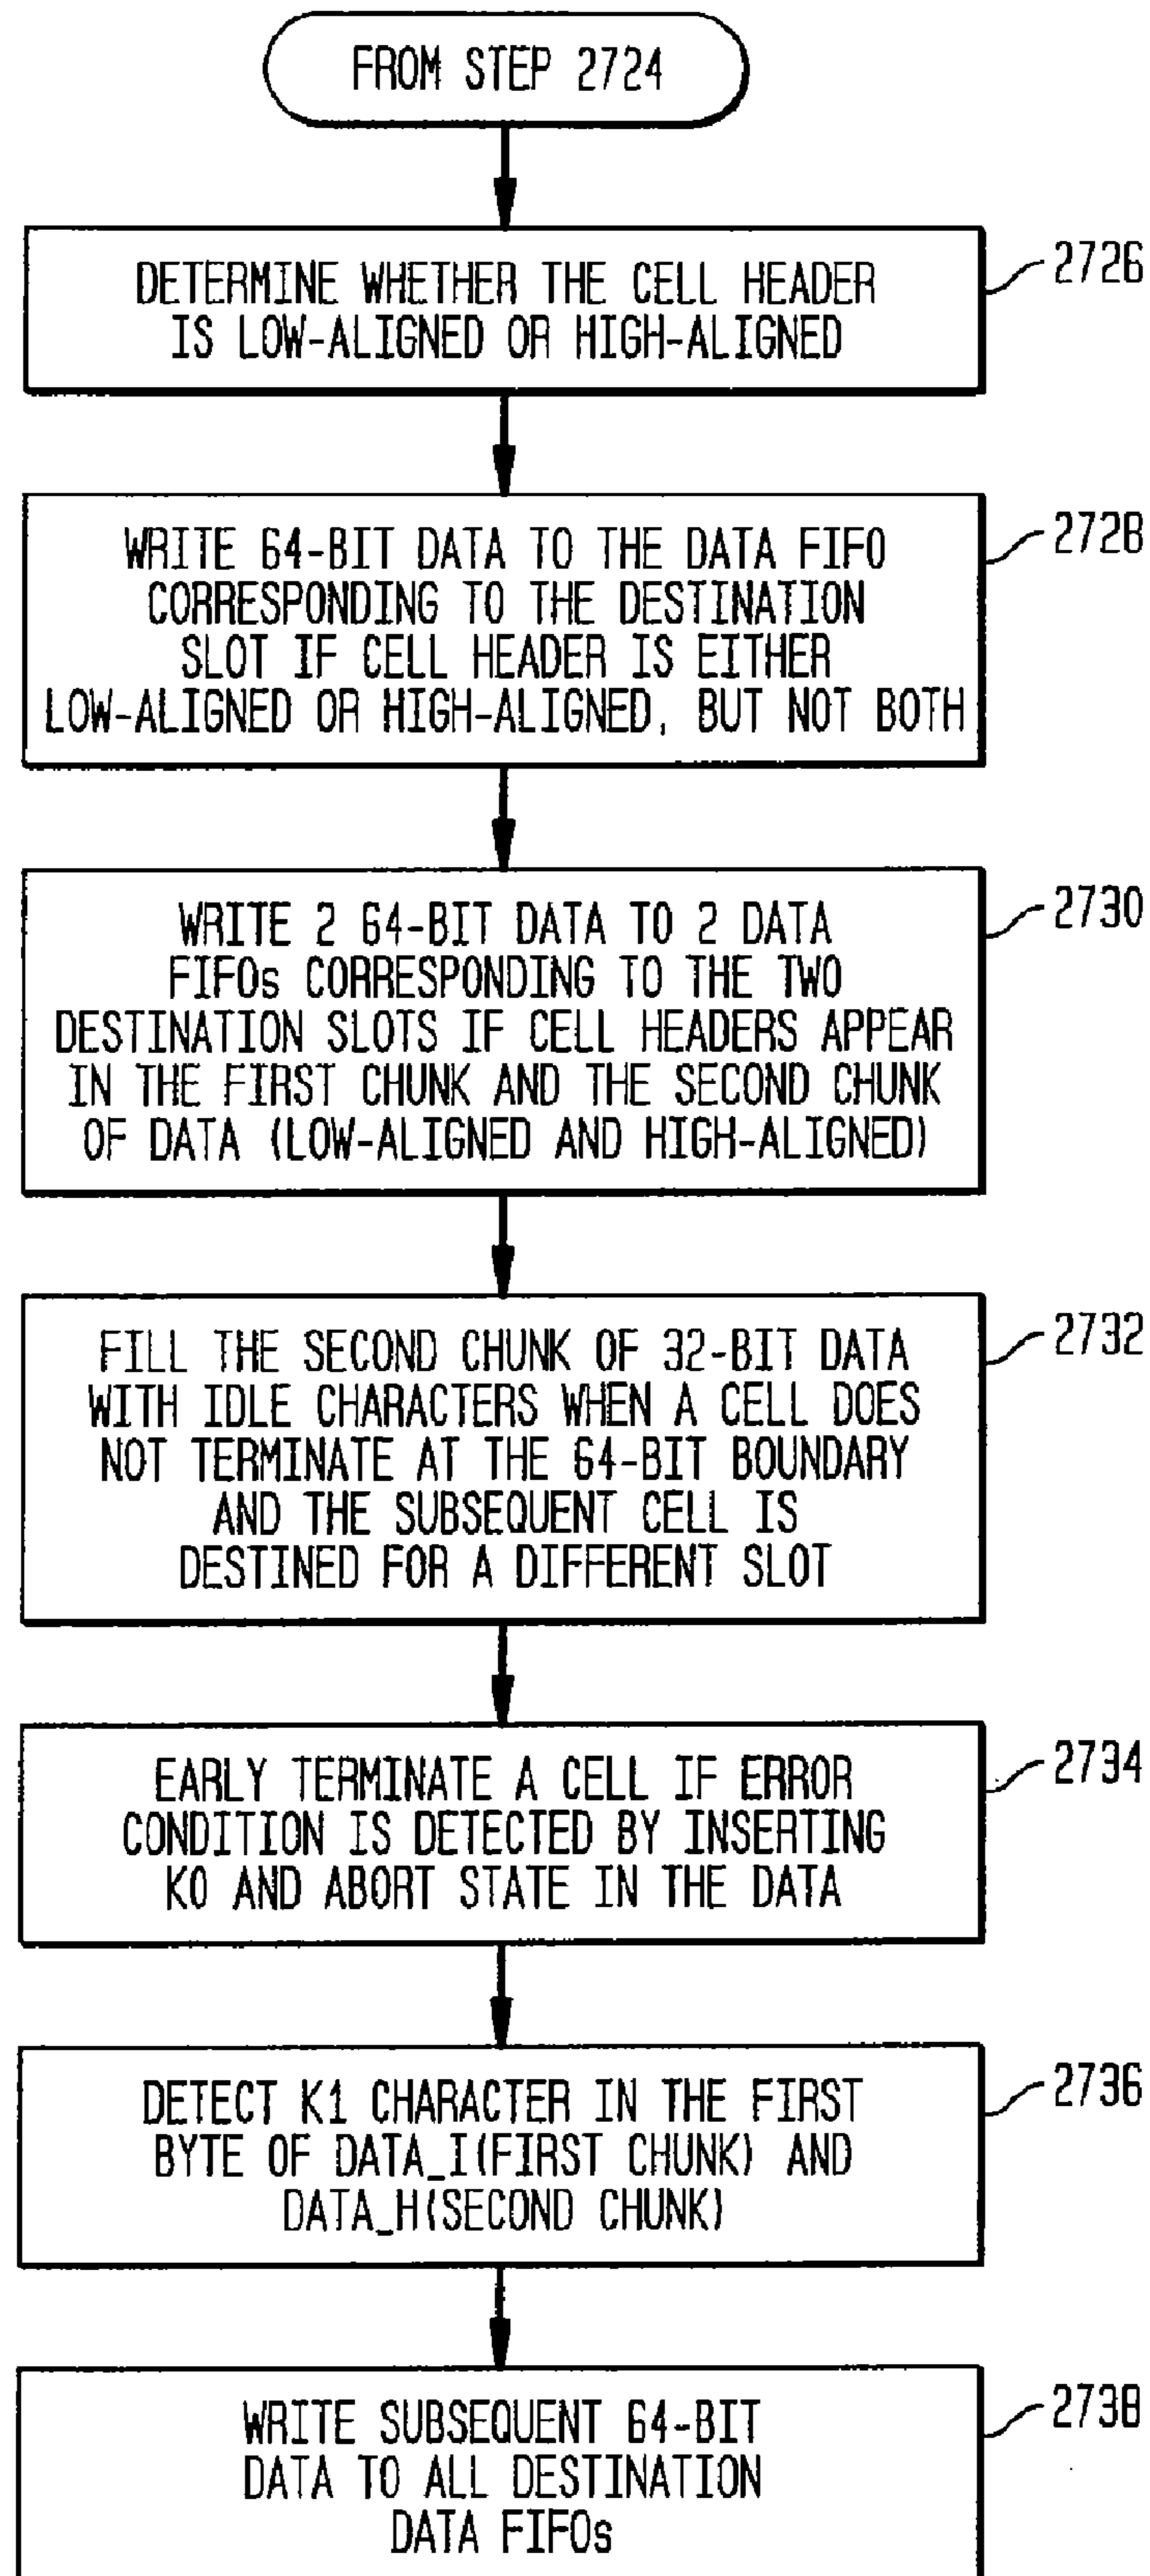 FROM STEP 2724
DETERMINE WHETHER THE CELL HEADER
IS LOW-ALIGNED OR HIGH-ALIGNED
2726
WRITE 64-BIT DATA TO THE DATA FIFO
CORRESPONDING TO THE DESTINATION
SLOT IF CELL HEADER IS EITHER
LOW-ALIGNED OR HIGH-ALIGNED, BUT NOT BOTH
2728
WRITE 2 64-BIT DATA TO 2 DATA
FIFOs CORRESPONDING TO THE TWO
DESTINATION SLOTS IF CELL HEADERS APPEAR
IN THE FIRST CHUNK AND THE SECOND CHUNK
OF DATA (LOW-ALIGNED AND HIGH-ALIGNED)
2730
FILL THE SECOND CHUNK OF 32-BIT DATA
WITH IDLE CHARACTERS WHEN A CELL DOES
NOT TERMINATE AT THE 64-BIT BOUNDARY
AND THE SUBSEQUENT CELL IS
DESTINED FOR A DIFFERENT SLOT
2732
EARLY TERMINATE A CELL IF ERROR
CONDITION IS DETECTED BY INSERTING
K0 AND ABORT STATE IN THE DATA
2734
DETECT K1 CHARACTER IN THE FIRST
BYTE OF DATA_I(FIRST CHUNK) AND
DATA_H(SECOND CHUNK)
2736
WRITE SUBSEQUENT 64-BIT
DATA TO ALL DESTINATION
DATA FIFOs
2738